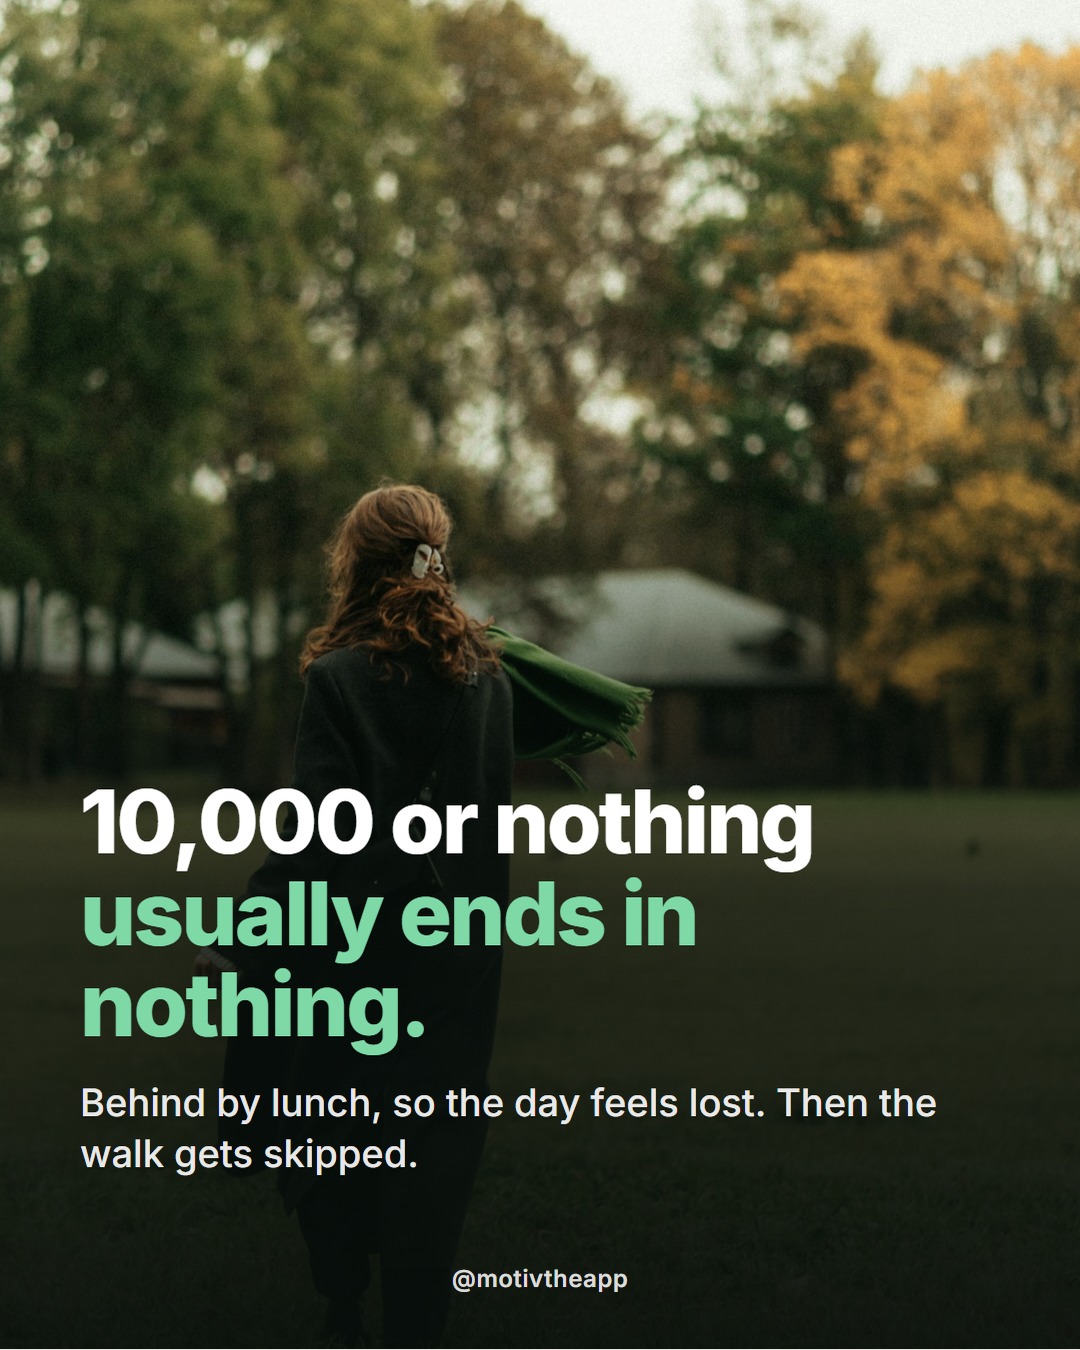 10,000 or nothing
usually ends in
nothing.
Behind by lunch, so the day feels lost. Then the
walk gets skipped.
@motivtheapp